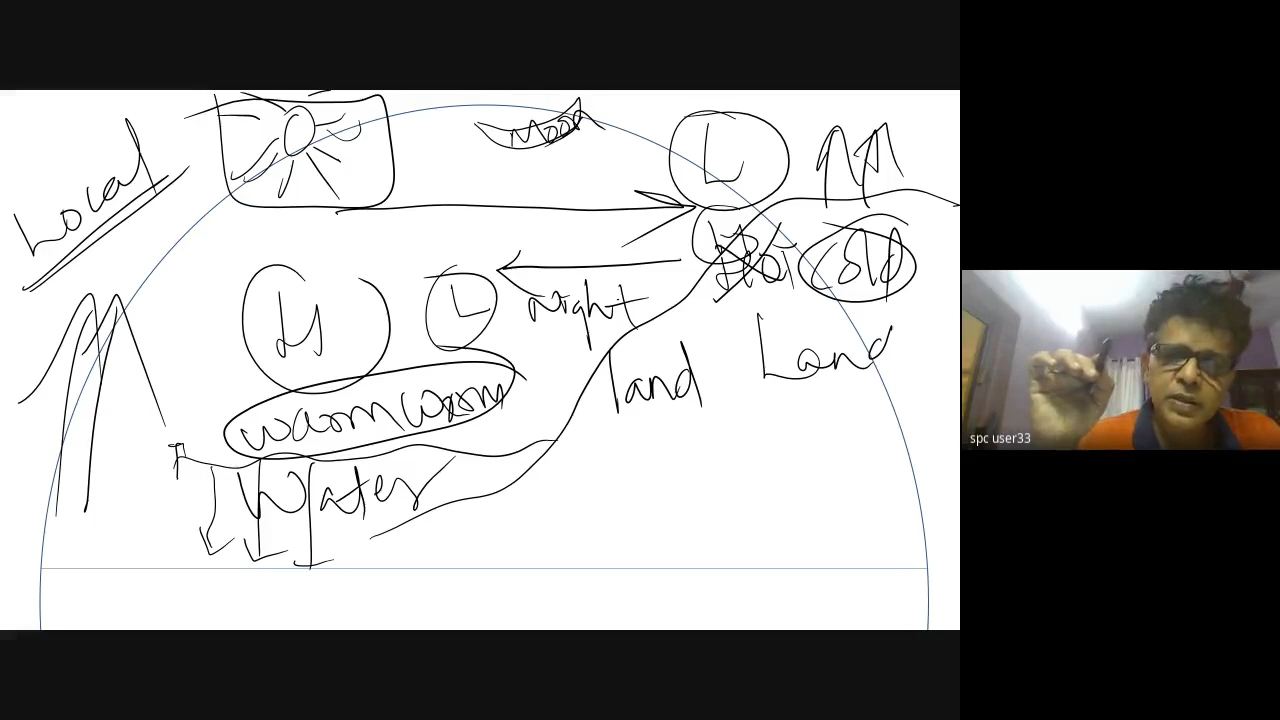 Local
Moon
L
H
L
Night
Hot
Cold
warm warm
land
Land
Water
spc user33